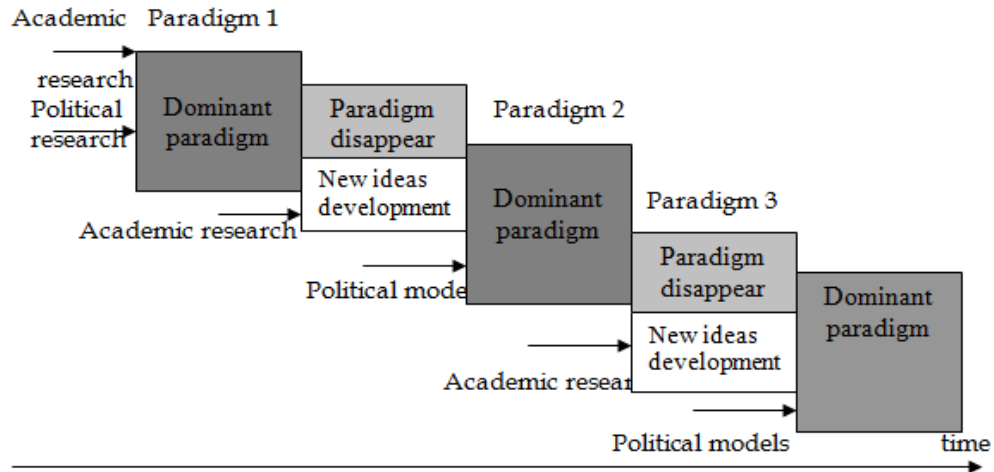 Academic Paradigm 1
research
Political
research
Dominant
paradigm
Paradigm
disappear
New ideas
development
Academic research
Paradigm 2
Dominant
paradigm
Political mode
Paradigm 3
Paradigm
disappear
New ideas
development
Academic resear
Dominant
paradigm
Political models
time